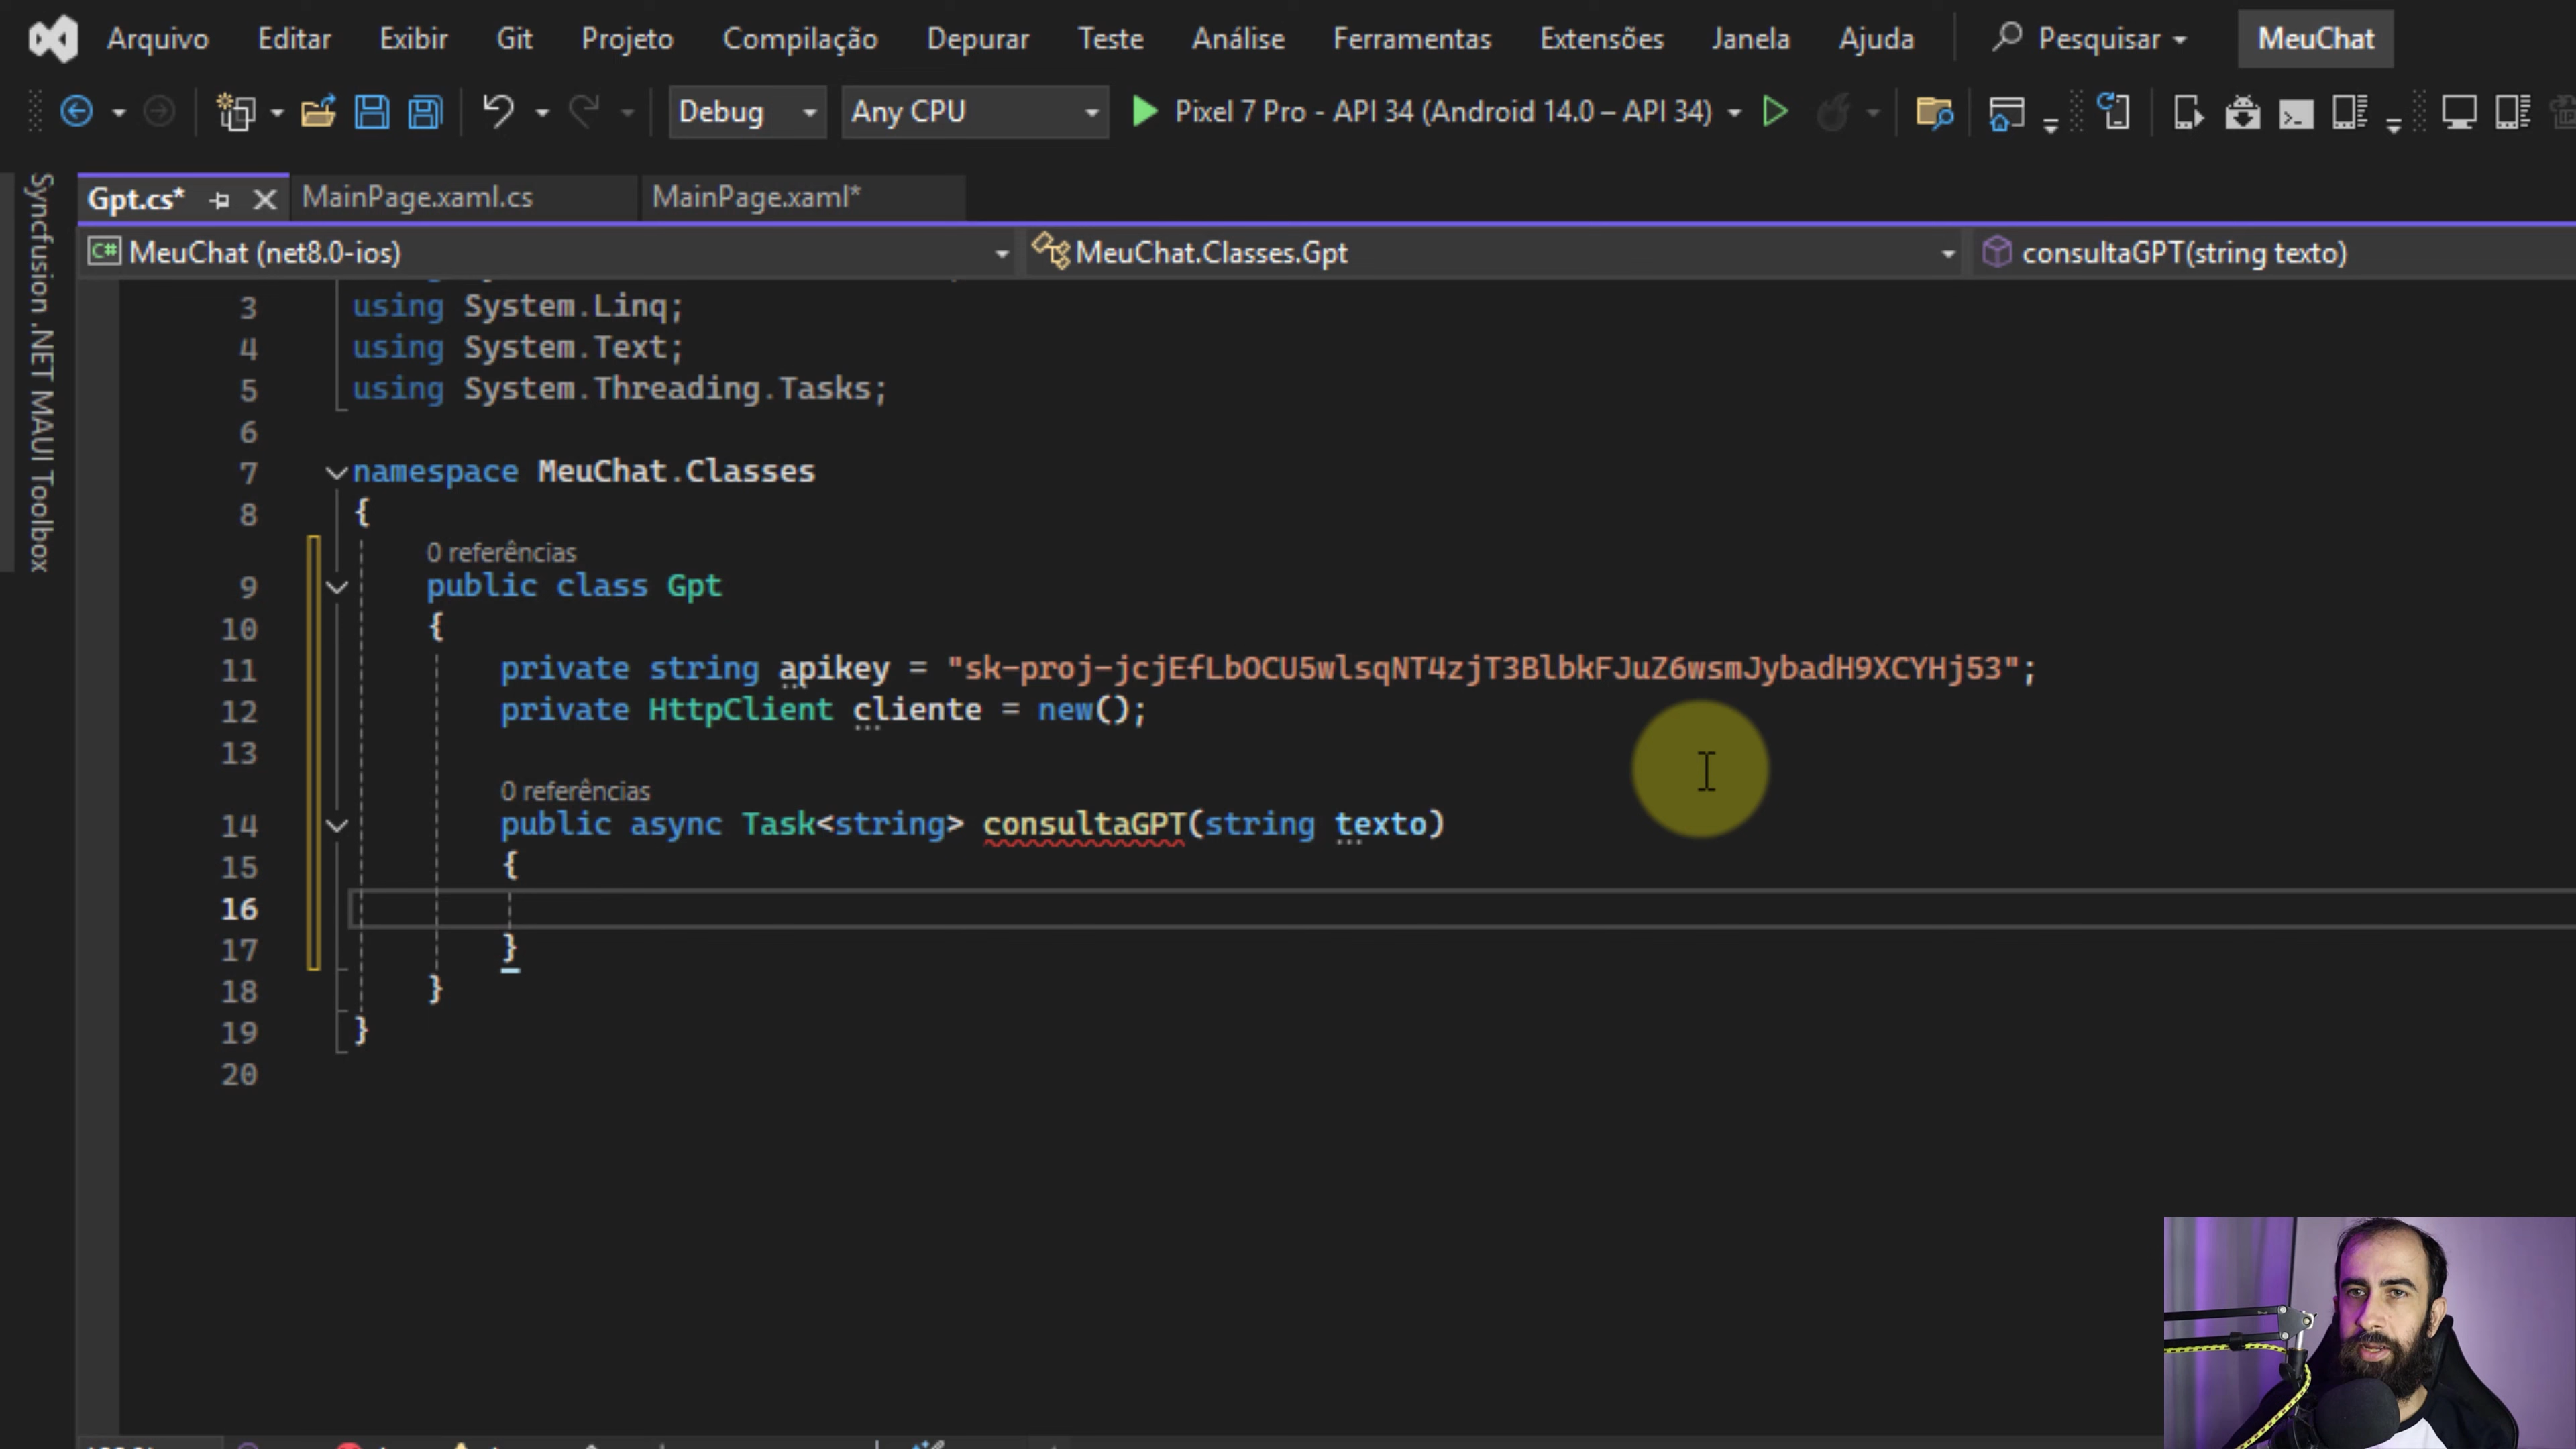 Arquivo Editar Exibir Git Projeto Compilação Depurar Teste Análise Ferramentas Extensões Janela Ajuda Pesquisar MeuChat
Debug Any CPU Pixel 7 Pro - API 34 (Android 14.0 – API 34)
Syncfusion .NET MAUI Toolbox
Gpt.cs* MainPage.xaml.cs MainPage.xaml*
C# MeuChat (net8.0-ios) MeuChat.Classes.Gpt consultaGPT(string texto)
3 using System.Linq;
4 using System.Text;
5 using System.Threading.Tasks;
6
7 namespace MeuChat.Classes
8 {
0 referências
9 public class Gpt
10 {
11 private string apikey = "sk-proj-jcjEfLbOCU5wlsqNT4zjT3BlbkFJuZ6wsmJybadH9XCYHj53";
12 private HttpClient cliente = new();
13
0 referências
14 public async Task<string> consultaGPT(string texto)
15 {
16
17 }
18 }
19 }
20